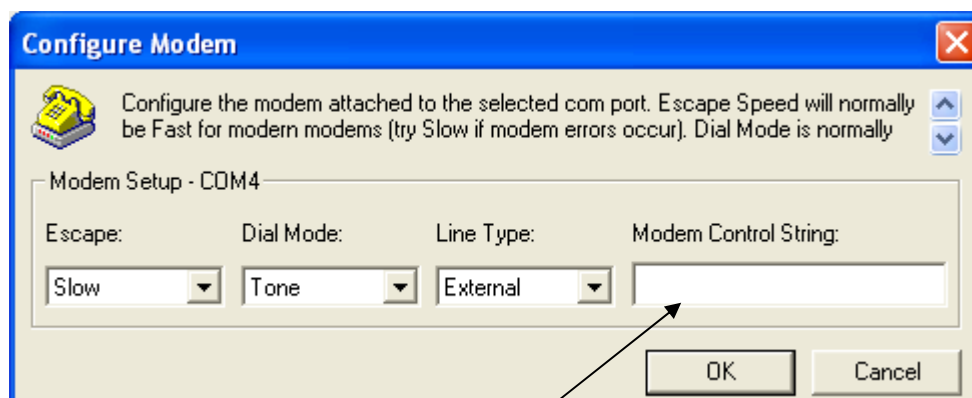 Configure Modem
Configure the modem attached to the selected com port. Escape Speed will normally
be Fast for modern modems (try Slow if modem errors occur). Dial Mode is normally
Modem Setup - COM4
Escape: Dial Mode: Line Type: Modem Control String:
Slow Tone External
OK Cancel